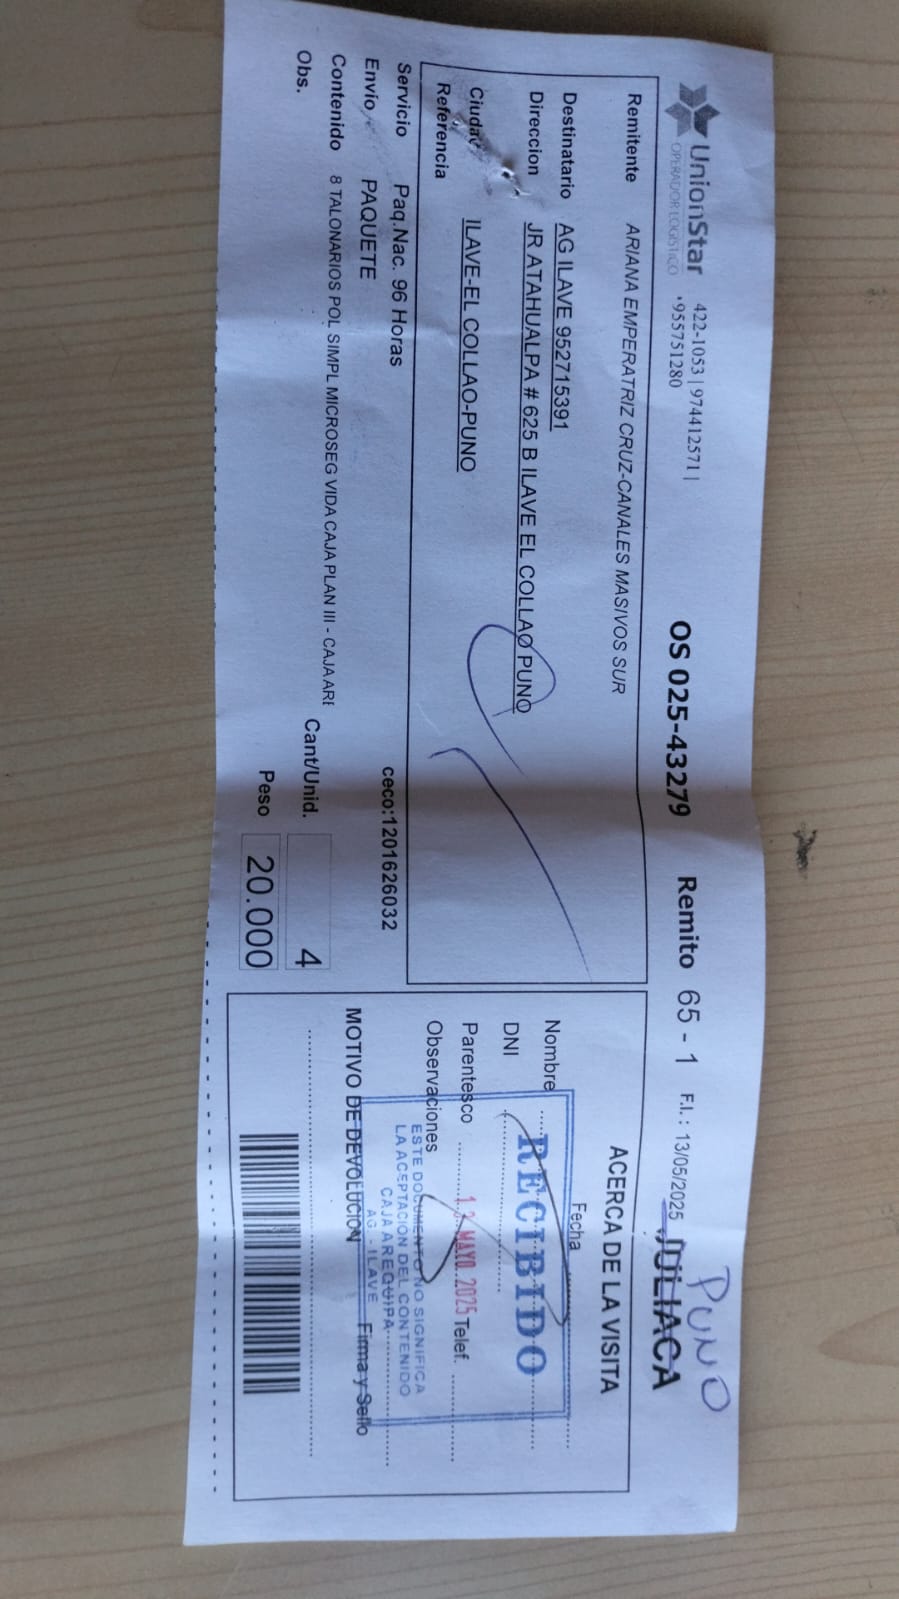 UnionStar
OPERADOR LOGÍSTICO
422-1053 | 974412571 |
955751280
OS 025-43279 Remito 65 - 1 F.I. : 13/05/2025 JULIACA
PUNO
Remitente ARIANA EMPERATRIZ CRUZ-CANALES MASIVOS SUR
Destinatario AG ILAVE 952715391
Direccion JR ATAHUALPA # 625 B ILAVE EL COLLAO PUNO
Ciudad ILAVE-EL COLLAO-PUNO
Referencia
Servicio Paq.Nac. 96 Horas
ceco:1201626032
Envío PAQUETE
Contenido 8 TALONARIOS POL SIMPL MICROSEG VIDA CAJA PLAN III - CAJA ARE
Obs.
Cant/Unid. 4
Peso 20.000
ACERCA DE LA VISITA
Fecha
Nombre
DNI
Parentesco
Telef.
Observaciones
MOTIVO DE DEVOLUCION
Firma y Sello
RECIBIDO
MAYO 2025
ESTE DOCUMENTO NO SIGNIFICA
LA ACEPTACION DEL CONTENIDO
CAJA AREQUIPA
AG. - ILAVE